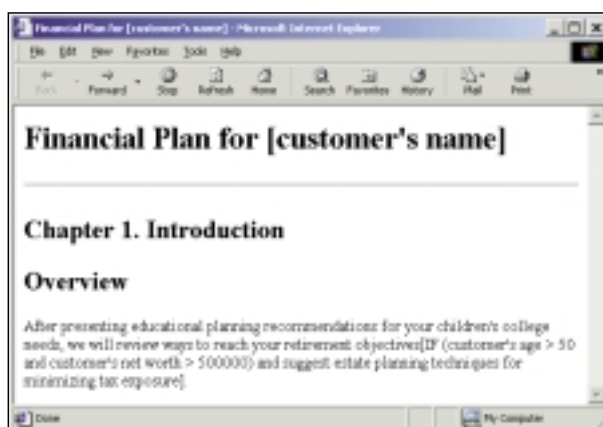 Financial Plan for [customer's name] - Microsoft Internet Explorer
File Edit View Favorites Tools Help
Back Forward Stop Refresh Home Search Favorites History Mail Print
Financial Plan for [customer's name]
Chapter 1. Introduction
Overview
After presenting educational planning recommendations for your children's college
needs, we will review ways to reach your retirement objectives[IF (customer's age > 50
and customer's net worth > 500000) and suggest estate planning techniques for
minimizing tax exposure].
Done My Computer